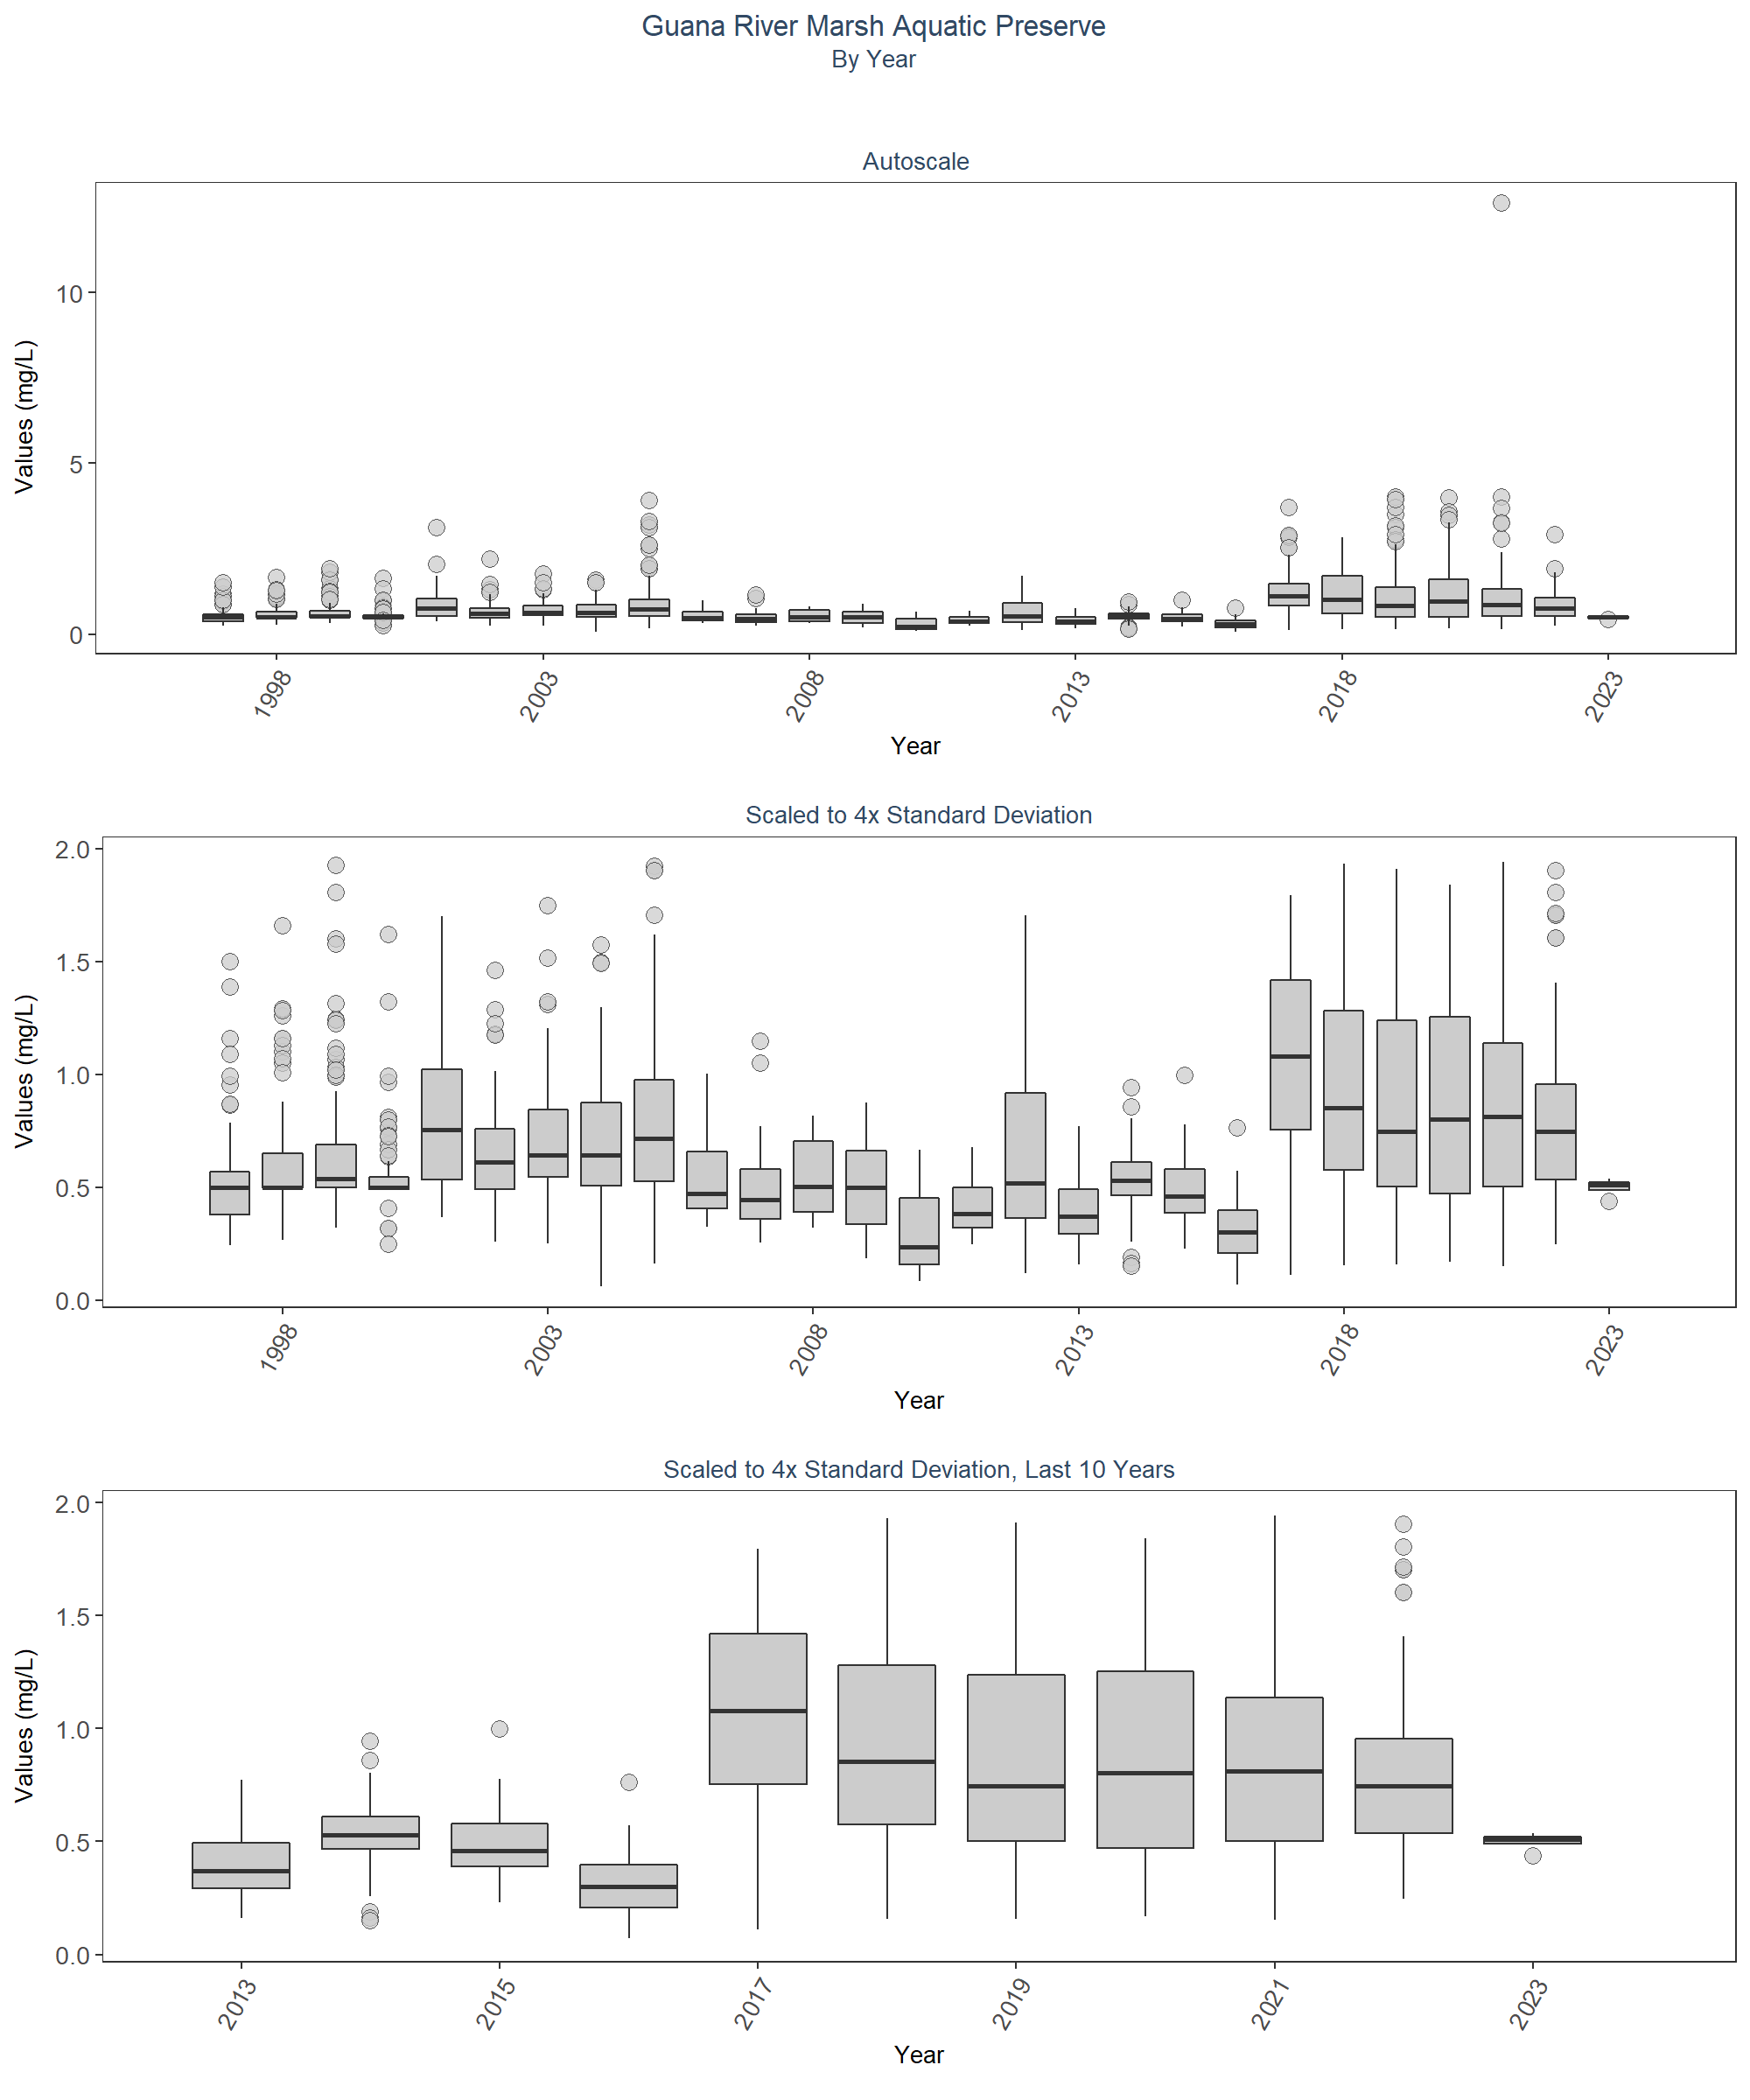 Guana River Marsh Aquatic Preserve
By Year
Autoscale
Values (mg/L)
10
5
0
1998 2003 2008 2013 2018 2023
Year
Scaled to 4x Standard Deviation
Values (mg/L)
2.0
1.5
1.0
0.5
0.0
1998 2003 2008 2013 2018 2023
Year
Scaled to 4x Standard Deviation, Last 10 Years
Values (mg/L)
2.0
1.5
1.0
0.5
0.0
2013 2015 2017 2019 2021 2023
Year